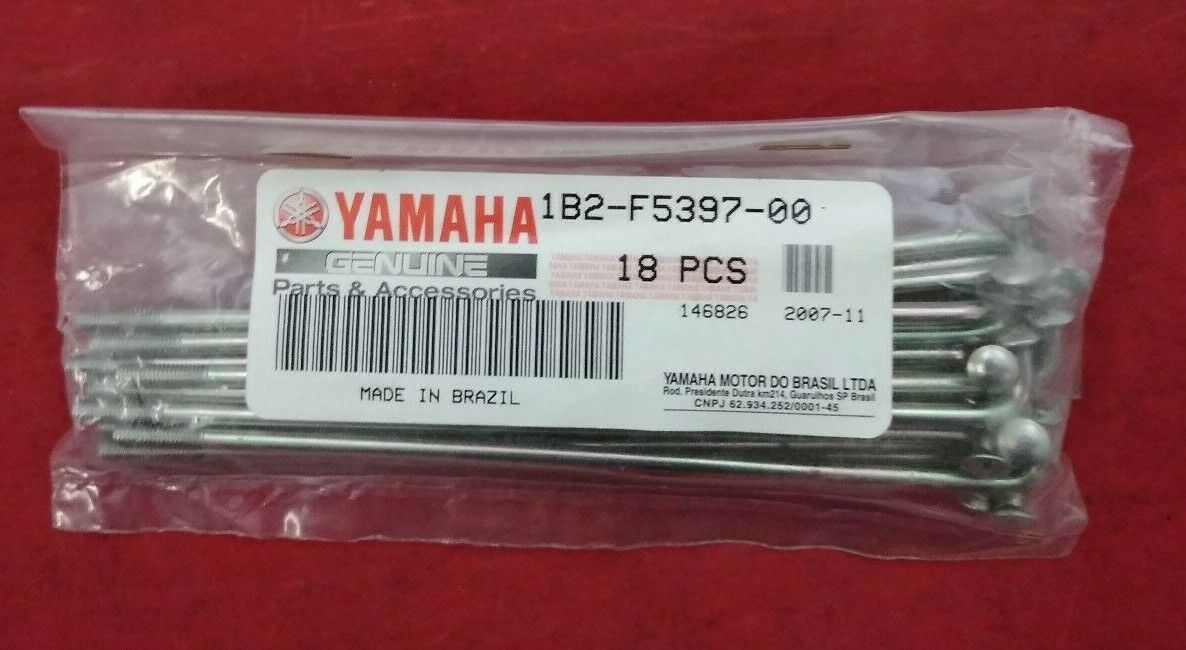 YAMAHA 1B2-F5397-00
GENUINE
Parts & Accessories
18 PCS
146826 2007-11
MADE IN BRAZIL
YAMAHA MOTOR DO BRASIL LTDA
Rod. Presidente Dutra km214, Guarulhos SP Brasil
CNPJ 62.934.252/0001-45